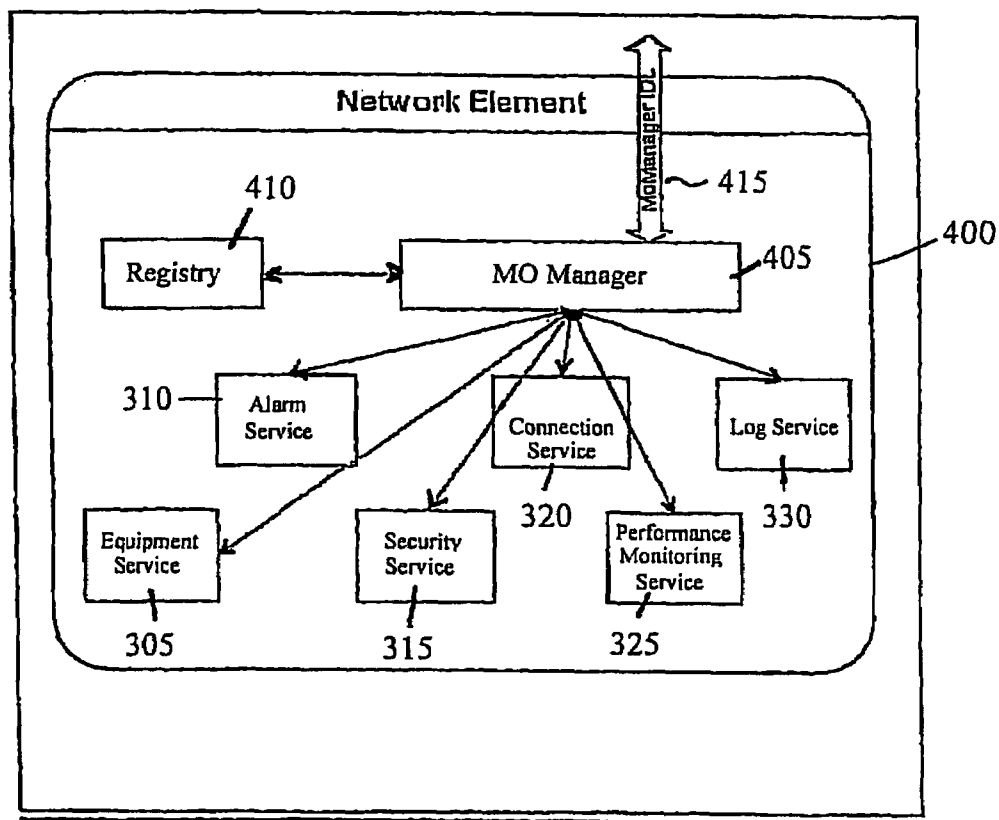 Network Element
MoManager IDL
415
410
400
Registry
MO Manager
405
310
Alarm
Service
Connection
Service
Log Service
320
330
Equipment
Service
Security
Service
Performance
Monitoring
Service
305
315
325